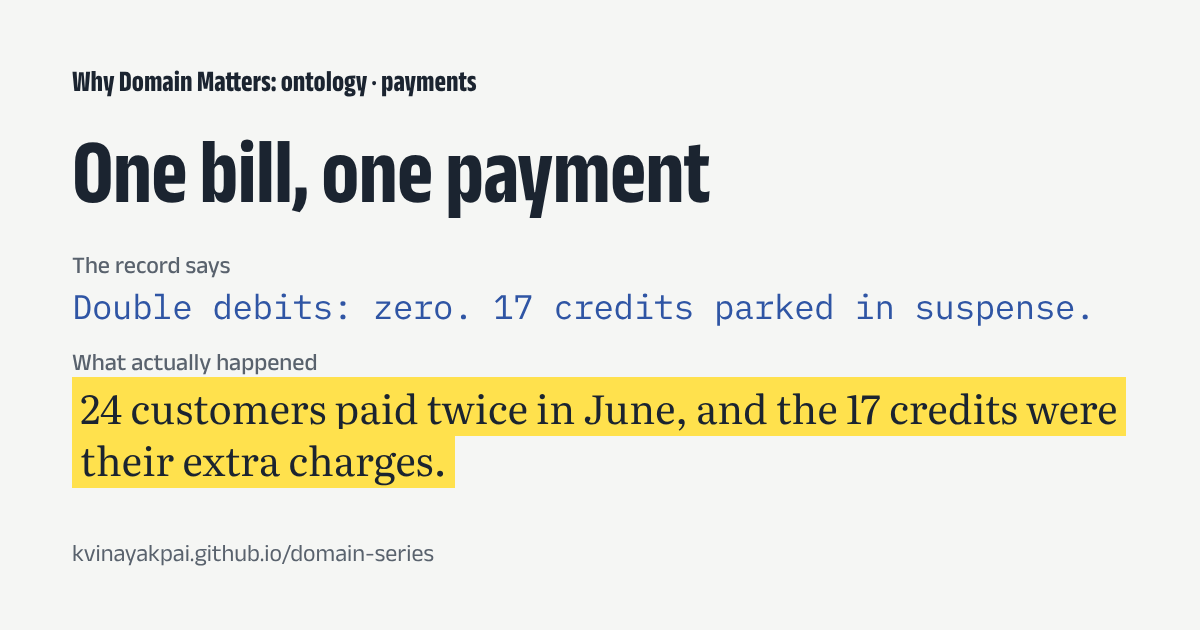 Why Domain Matters: ontology · payments
One bill, one payment
The record says
Double debits: zero. 17 credits parked in suspense.
What actually happened
24 customers paid twice in June, and the 17 credits were
their extra charges.
kvinayakpai.github.io/domain-series